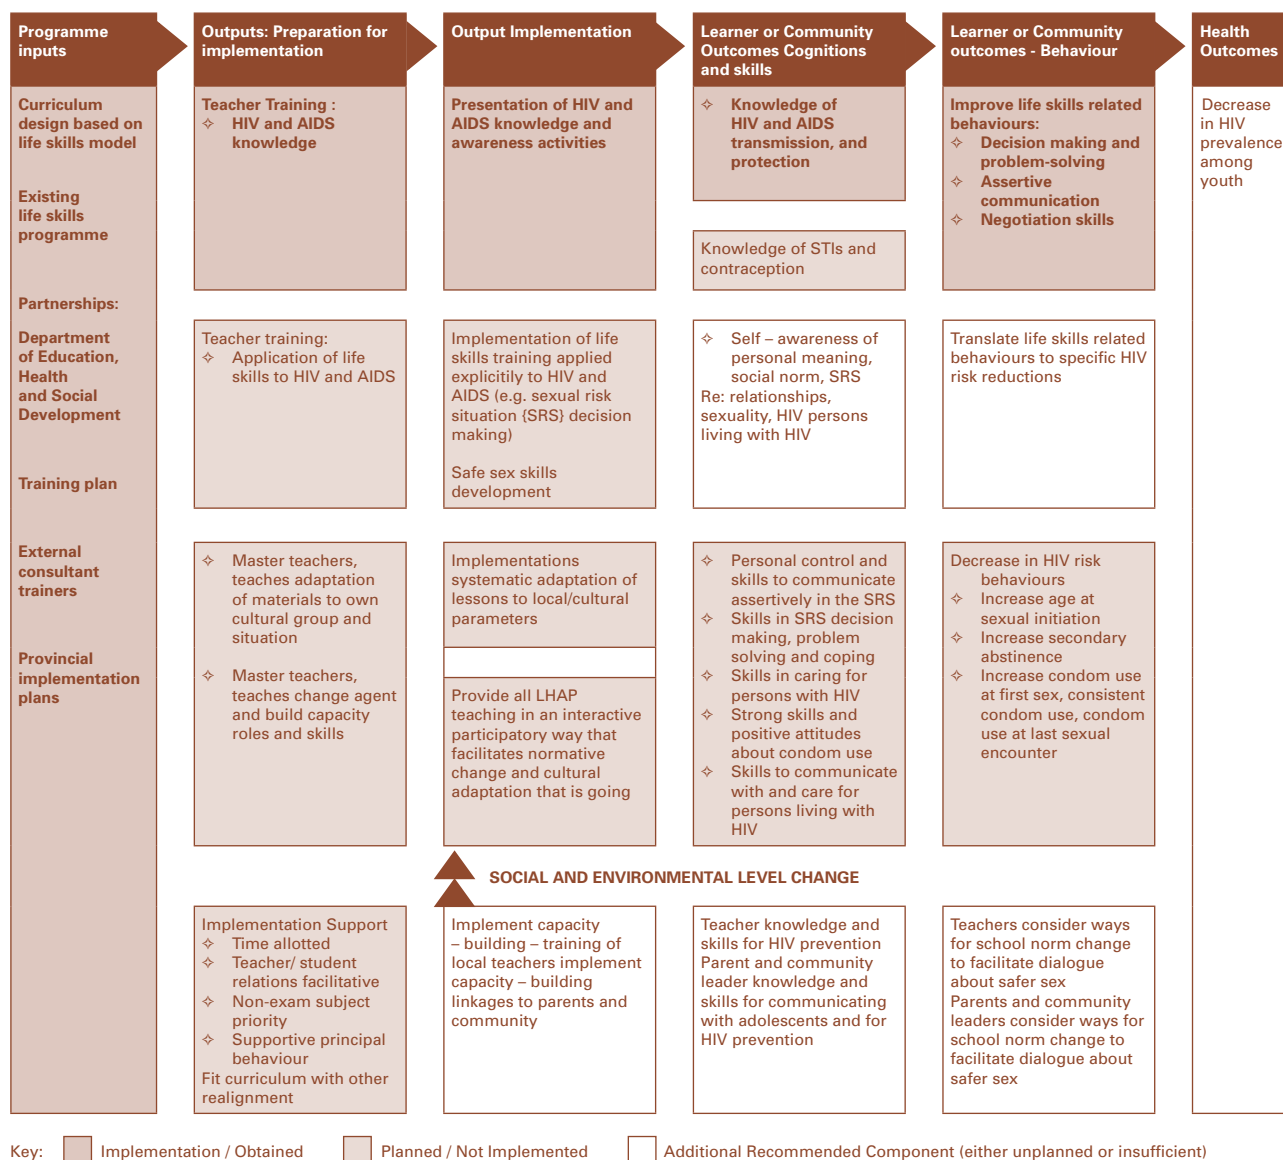 Programme
inputs
Outputs: Preparation for
implementation
Output Implementation
Learner or Community
Outcomes Cognitions
and skills
Learner or Community
outcomes - Behaviour
Health
Outcomes
Curriculum
design based on
life skills model
Existing
life skills
programme
Partnerships:
Department
of Education,
Health
and Social
Development
Training plan
External
consultant
trainers
Provincial
implementation
plans
Teacher Training :
✧ HIV and AIDS
knowledge
Presentation of HIV and
AIDS knowledge and
awareness activities
✧ Knowledge of
HIV and AIDS
transmission, and
protection
Knowledge of STIs and
contraception
Improve life skills related
behaviours:
✧ Decision making and
problem-solving
✧ Assertive
communication
✧ Negotiation skills
Decrease
in HIV
prevalence
among
youth
Teacher training:
✧ Application of life
skills to HIV and AIDS
Implementation of life
skills training applied
explicitily to HIV and
AIDS (e.g. sexual risk
situation {SRS} decision
making)
Safe sex skills
development
✧ Self – awareness of
personal meaning,
social norm, SRS
Re: relationships,
sexuality, HIV persons
living with HIV
Translate life skills related
behaviours to specific HIV
risk reductions
✧ Master teachers,
teaches adaptation
of materials to own
cultural group and
situation
✧ Master teachers,
teaches change agent
and build capacity
roles and skills
Implementations
systematic adaptation of
lessons to local/cultural
parameters
Provide all LHAP
teaching in an interactive
participatory way that
facilitates normative
change and cultural
adaptation that is going
✧ Personal control and
skills to communicate
assertively in the SRS
✧ Skills in SRS decision
making, problem
solving and coping
✧ Skills in caring for
persons with HIV
✧ Strong skills and
positive attitudes
about condom use
✧ Skills to communicate
with and care for
persons living with
HIV
Decrease in HIV risk
behaviours
✧ Increase age at
sexual initiation
✧ Increase secondary
abstinence
✧ Increase condom use
at first sex, consistent
condom use, condom
use at last sexual
encounter
SOCIAL AND ENVIRONMENTAL LEVEL CHANGE
Implementation Support
✧ Time allotted
✧ Teacher/ student
relations facilitative
✧ Non-exam subject
priority
✧ Supportive principal
behaviour
Fit curriculum with other
realignment
Implement capacity
– building – training of
local teachers implement
capacity – building
linkages to parents and
community
Teacher knowledge and
skills for HIV prevention
Parent and community
leader knowledge and
skills for communicating
with adolescents and for
HIV prevention
Teachers consider ways
for school norm change
to facilitate dialogue
about safer sex
Parents and community
leaders consider ways for
school norm change to
facilitate dialogue about
safer sex
Key: Implementation / Obtained Planned / Not Implemented Additional Recommended Component (either unplanned or insufficient)